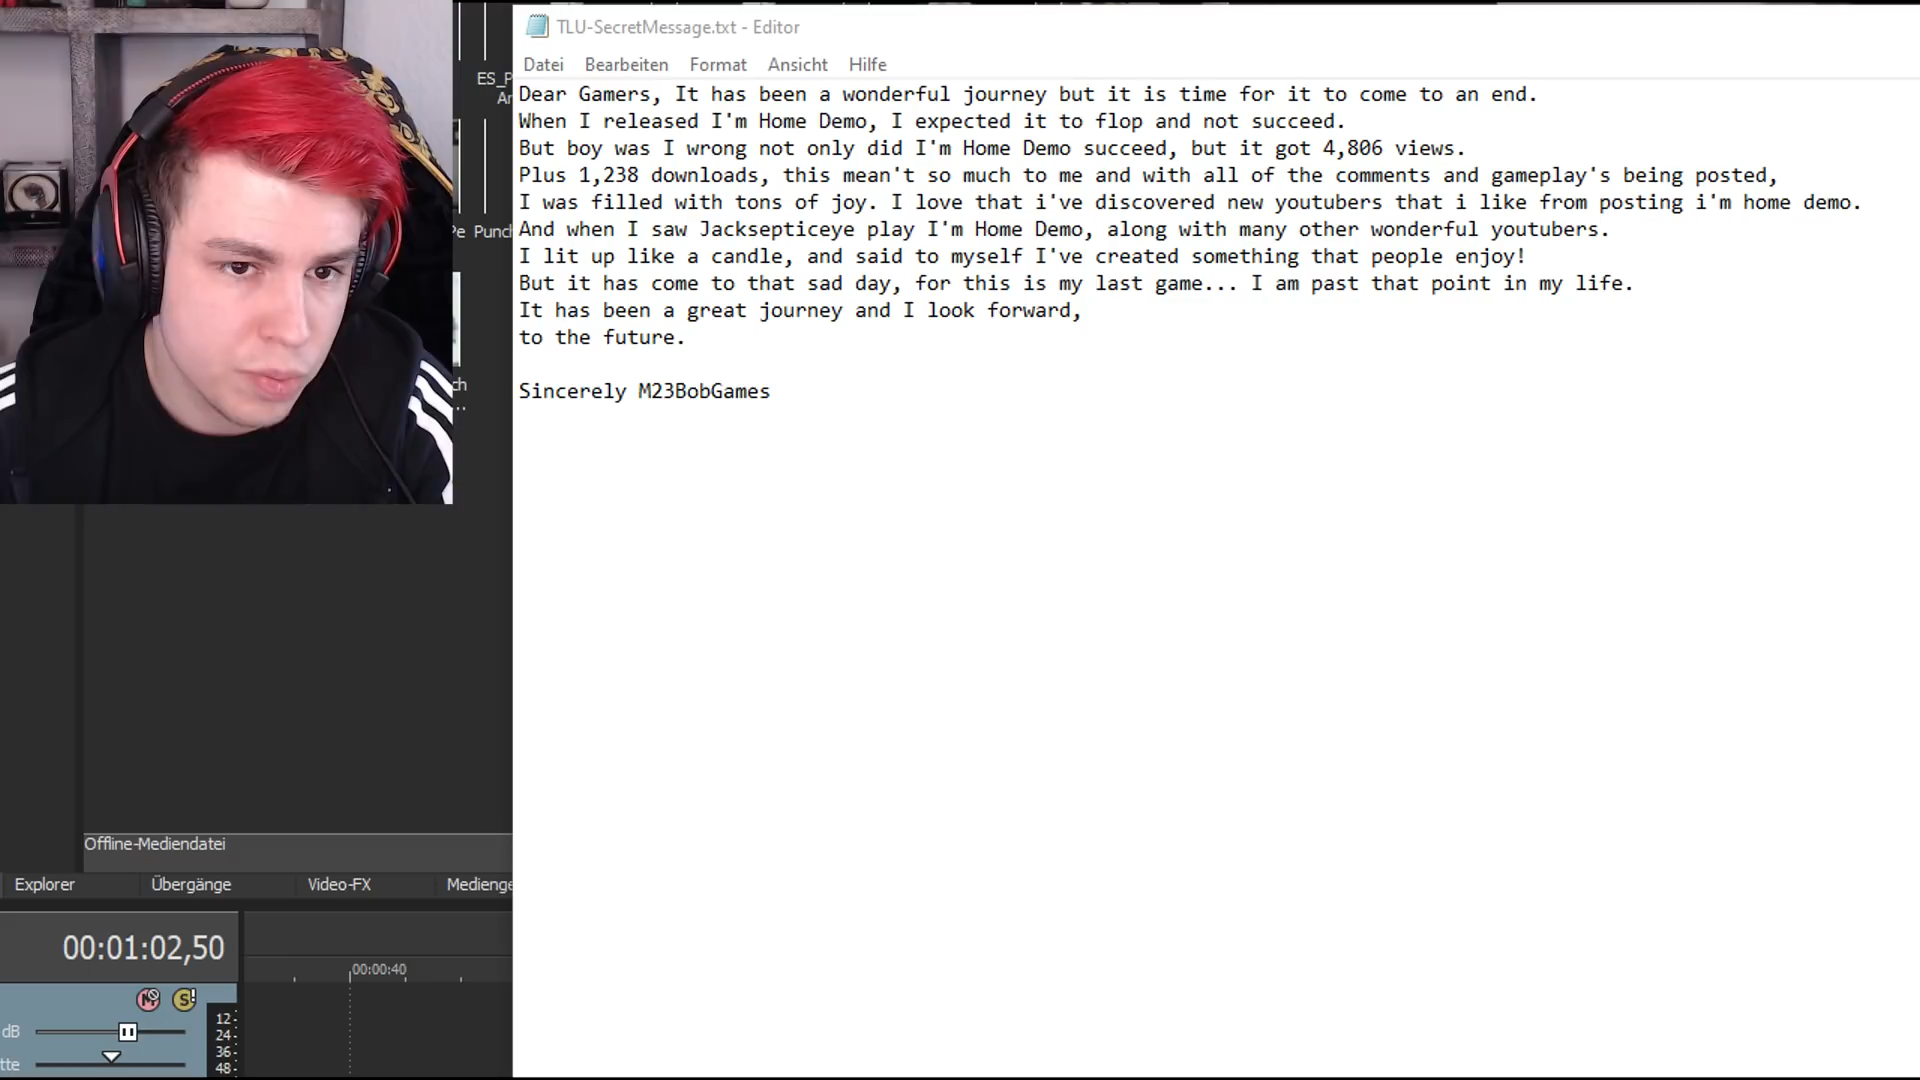 TLU-SecretMessage.txt - Editor
Datei Bearbeiten Format Ansicht Hilfe
Dear Gamers, It has been a wonderful journey but it is time for it to come to an end.
When I released I'm Home Demo, I expected it to flop and not succeed.
But boy was I wrong not only did I'm Home Demo succeed, but it got 4,806 views.
Plus 1,238 downloads, this mean't so much to me and with all of the comments and gameplay's being posted,
I was filled with tons of joy. I love that i've discovered new youtubers that i like from posting i'm home demo.
And when I saw Jacksepticeye play I'm Home Demo, along with many other wonderful youtubers.
I lit up like a candle, and said to myself I've created something that people enjoy!
But it has come to that sad day, for this is my last game... I am past that point in my life.
It has been a great journey and I look forward,
to the future.
Sincerely M23BobGames
ES_P
An
Pe Punch
ch
..
Offline-Mediendatei
Explorer Übergänge Video-FX Medienge
00:01:02,50
00:00:40
M S!
dB
tte
12
24
36
48